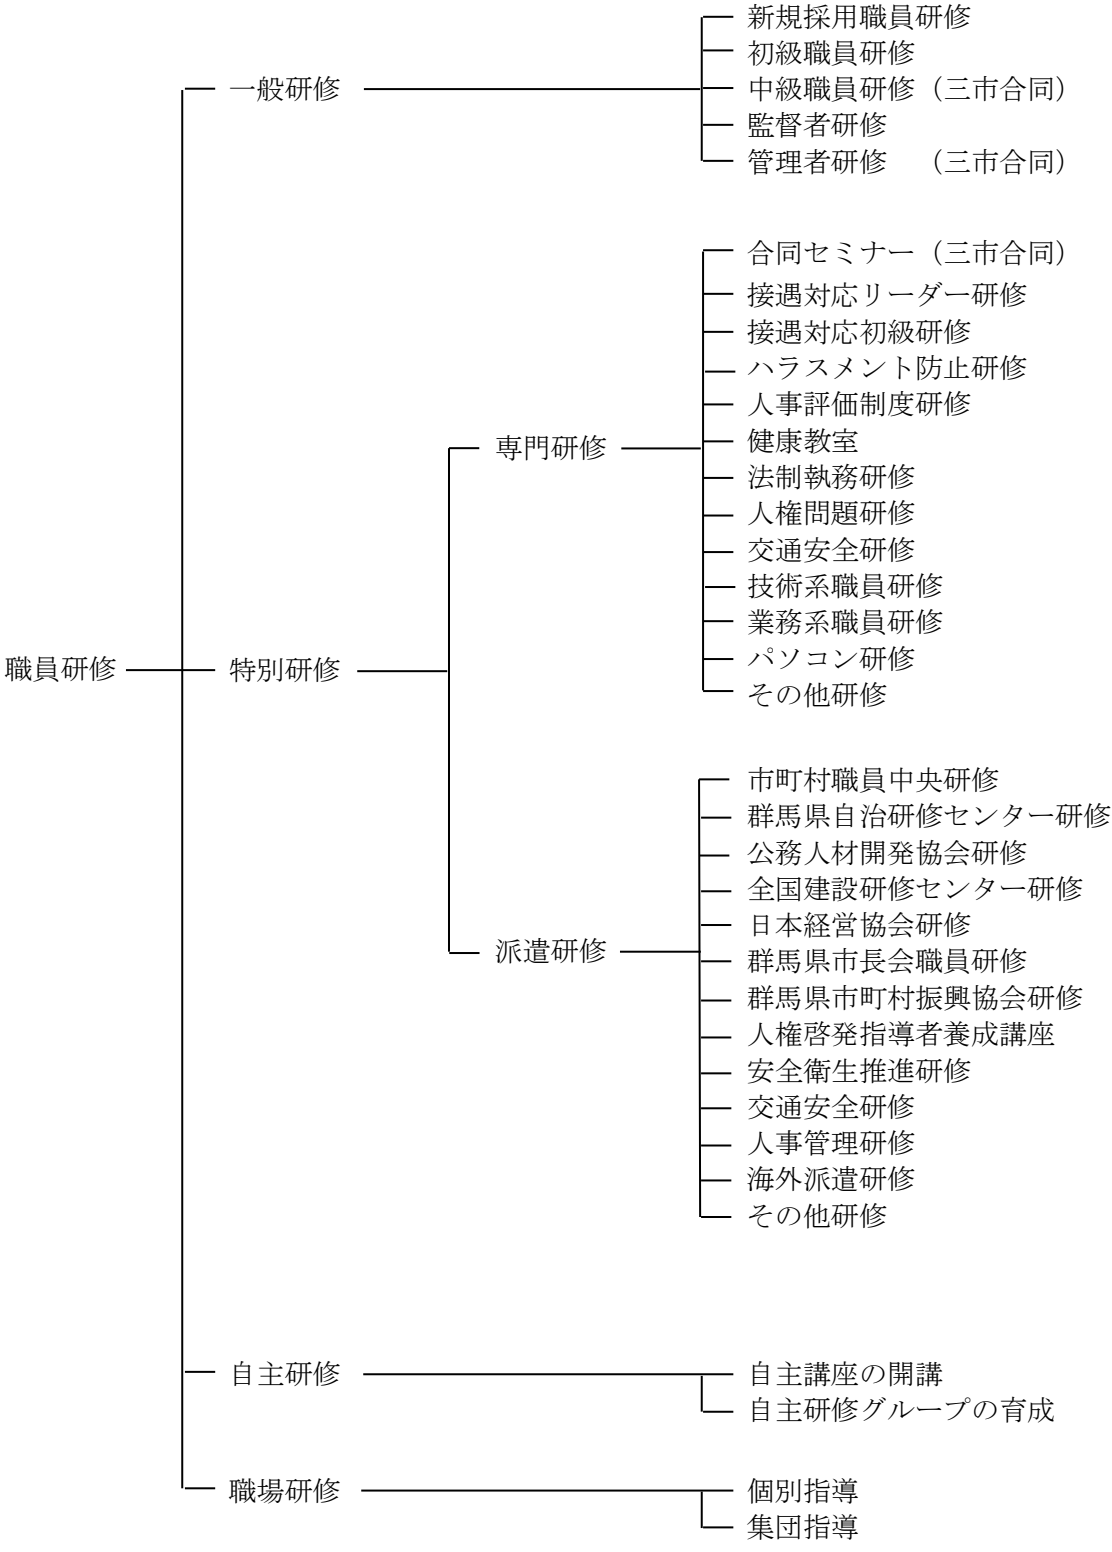 職員研修
一般研修
新規採用職員研修
初級職員研修
中級職員研修（三市合同）
監督者研修
管理者研修　（三市合同）
特別研修
専門研修
合同セミナー（三市合同）
接遇対応リーダー研修
接遇対応初級研修
ハラスメント防止研修
人事評価制度研修
健康教室
法制執務研修
人権問題研修
交通安全研修
技術系職員研修
業務系職員研修
パソコン研修
その他研修
派遣研修
市町村職員中央研修
群馬県自治研修センター研修
公務人材開発協会研修
全国建設研修センター研修
日本経営協会研修
群馬県市長会職員研修
群馬県市町村振興協会研修
人権啓発指導者養成講座
安全衛生推進研修
交通安全研修
人事管理研修
海外派遣研修
その他研修
自主研修
自主講座の開講
自主研修グループの育成
職場研修
個別指導
集団指導